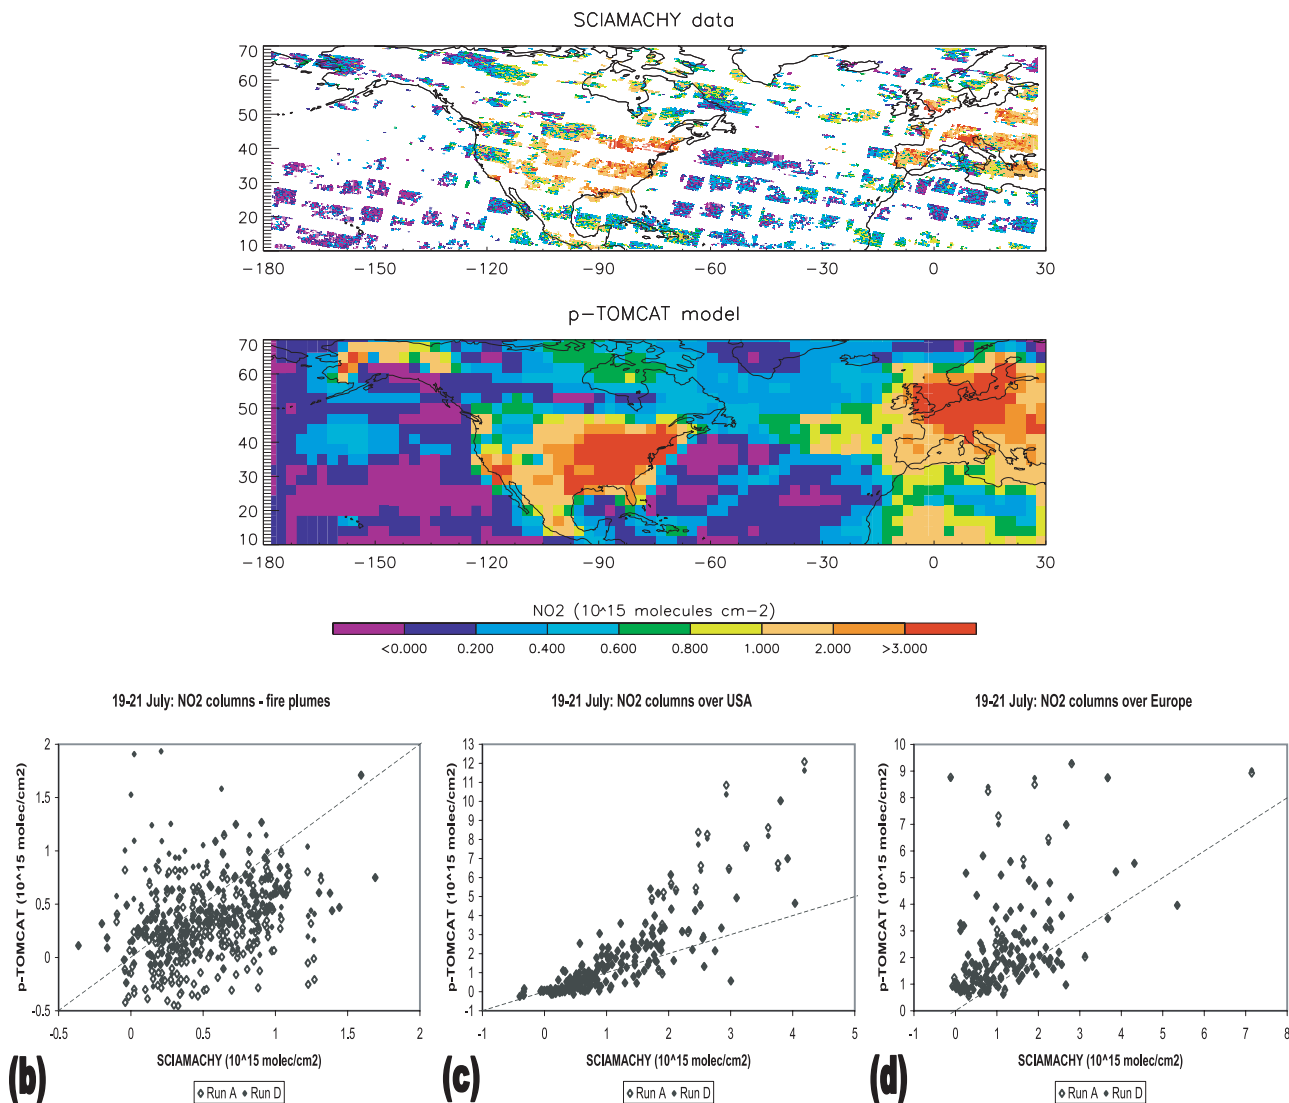 SCIAMACHY data
70
60
50
40
30
20
10
-180 -150 -120 -90 -60 -30 0 30
p-TOMCAT model
70
60
50
40
30
20
10
-180 -150 -120 -90 -60 -30 0 30
NO2 (10^15 molecules cm-2)
<0.000 0.200 0.400 0.600 0.800 1.000 2.000 >3.000
19-21 July: NO2 columns - fire plumes
p-TOMCAT (10^15 molec/cm2)
2
1.5
1
0.5
0
-0.5
-0.5 0 0.5 1 1.5 2
SCIAMACHY (10^15 molec/cm2)
Run A Run D
(b)
19-21 July: NO2 columns over USA
p-TOMCAT (10^15 molec/cm2)
13
12
11
10
9
8
7
6
5
4
3
2
1
0
-1
-1 0 1 2 3 4 5
SCIAMACHY (10^15 molec/cm2)
Run A Run D
(c)
19-21 July: NO2 columns over Europe
p-TOMCAT (10^15 molec/cm2)
10
9
8
7
6
5
4
3
2
1
0
-1 0 1 2 3 4 5 6 7 8
SCIAMACHY (10^15 molec/cm2)
Run A Run D
(d)